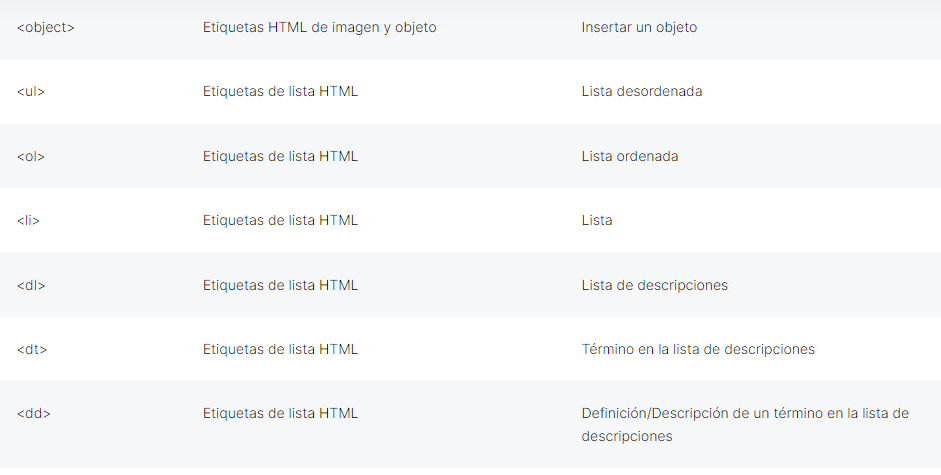 <object> Etiquetas HTML de imagen y objeto Insertar un objeto
<ul> Etiquetas de lista HTML Lista desordenada
<ol> Etiquetas de lista HTML Lista ordenada
<li> Etiquetas de lista HTML Lista
<dl> Etiquetas de lista HTML Lista de descripciones
<dt> Etiquetas de lista HTML Término en la lista de descripciones
<dd> Etiquetas de lista HTML Definición/Descripción de un término en la lista de
descripciones